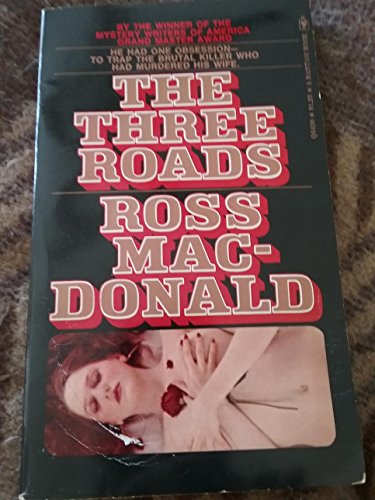 BY THE WINNER OF THE
MYSTERY WRITERS OF AMERICA
GRAND MASTER AWARD
HE HAD ONE OBSESSION—
TO TRAP THE BRUTAL KILLER WHO
HAD MURDERED HIS WIFE.
THE
THREE
ROADS
ROSS
MAC-
DONALD